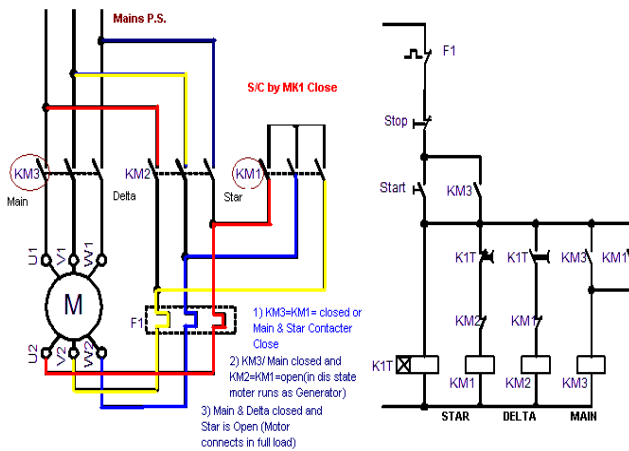 Mains P.S.
S/C by MK1 Close
F1
Stop
Start
KM3
KM3
Main
KM2
Delta
KM1
Star
U1
V1
W1
M
U2
V2
W2
F1
1) KM3=KM1= closed or
Main & Star Contacter
Close
2) KM3/ Main closed and
KM2=KM1=open(in dis state
moter runs as Generator)
3) Main & Delta closed and
Star is Open (Motor
connects in full load)
K1T
K1T
KM3
KM1
KM2
KM1
K1T
KM1
KM2
KM3
STAR
DELTA
MAIN